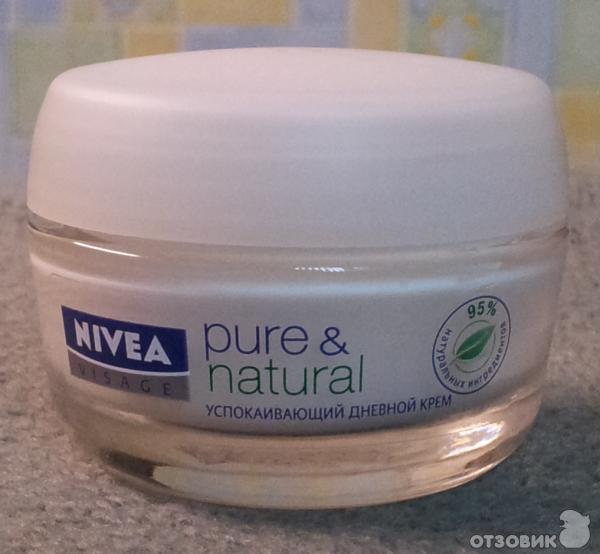 NIVEA
VISAGE
pure &
natural
УСПОКАИВАЮЩИЙ ДНЕВНОЙ КРЕМ
95%
натуральных ингредиентов
ОТЗОВИК